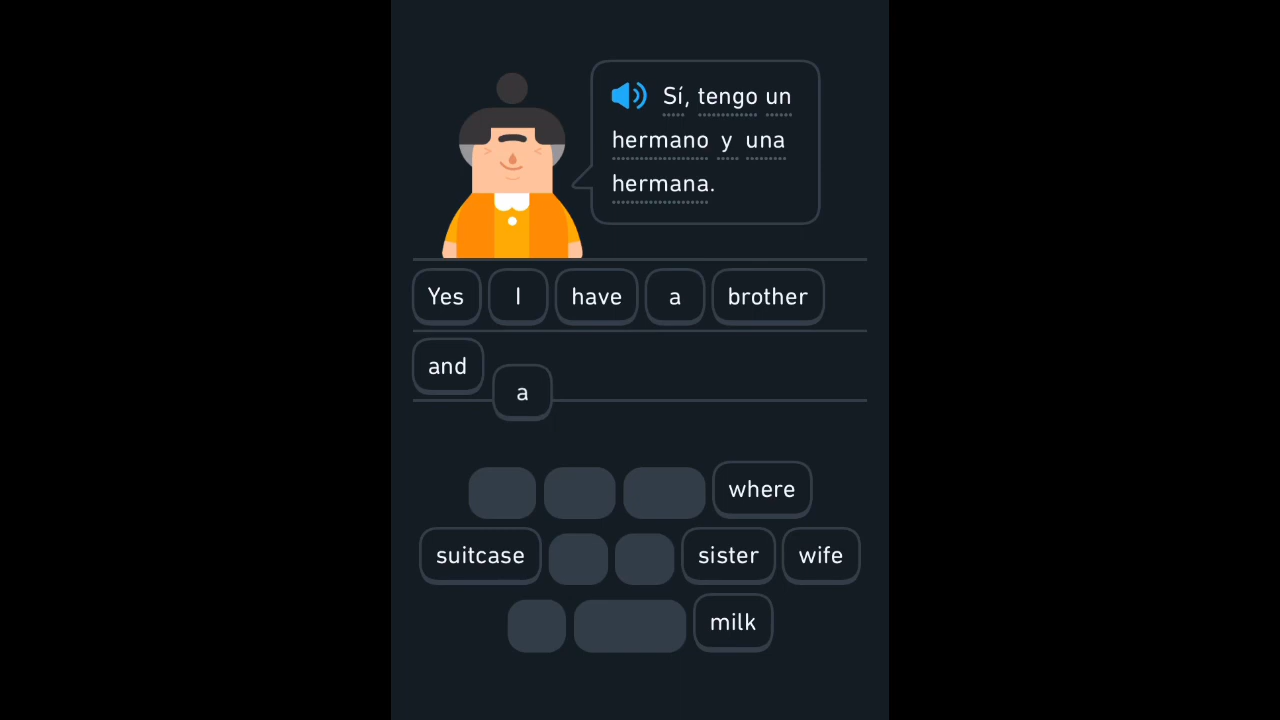 Sí, tengo un
hermano y una
hermana.
Yes I have a brother
and a
where
suitcase sister wife
milk